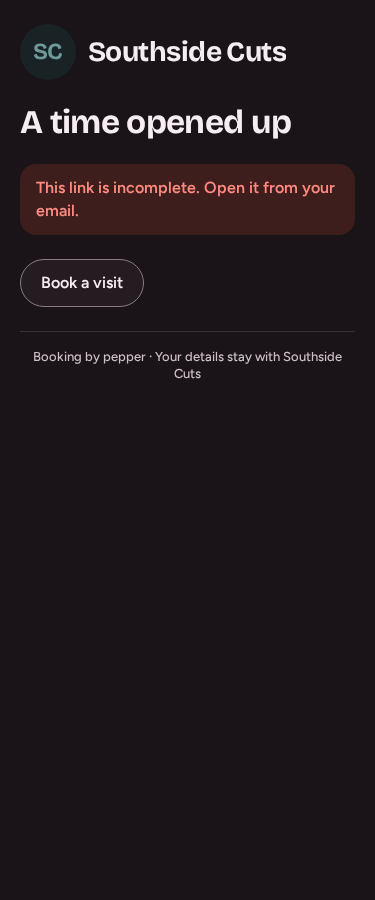 SC
Southside Cuts
A time opened up
This link is incomplete. Open it from your
email.
Book a visit
Booking by pepper · Your details stay with Southside
Cuts